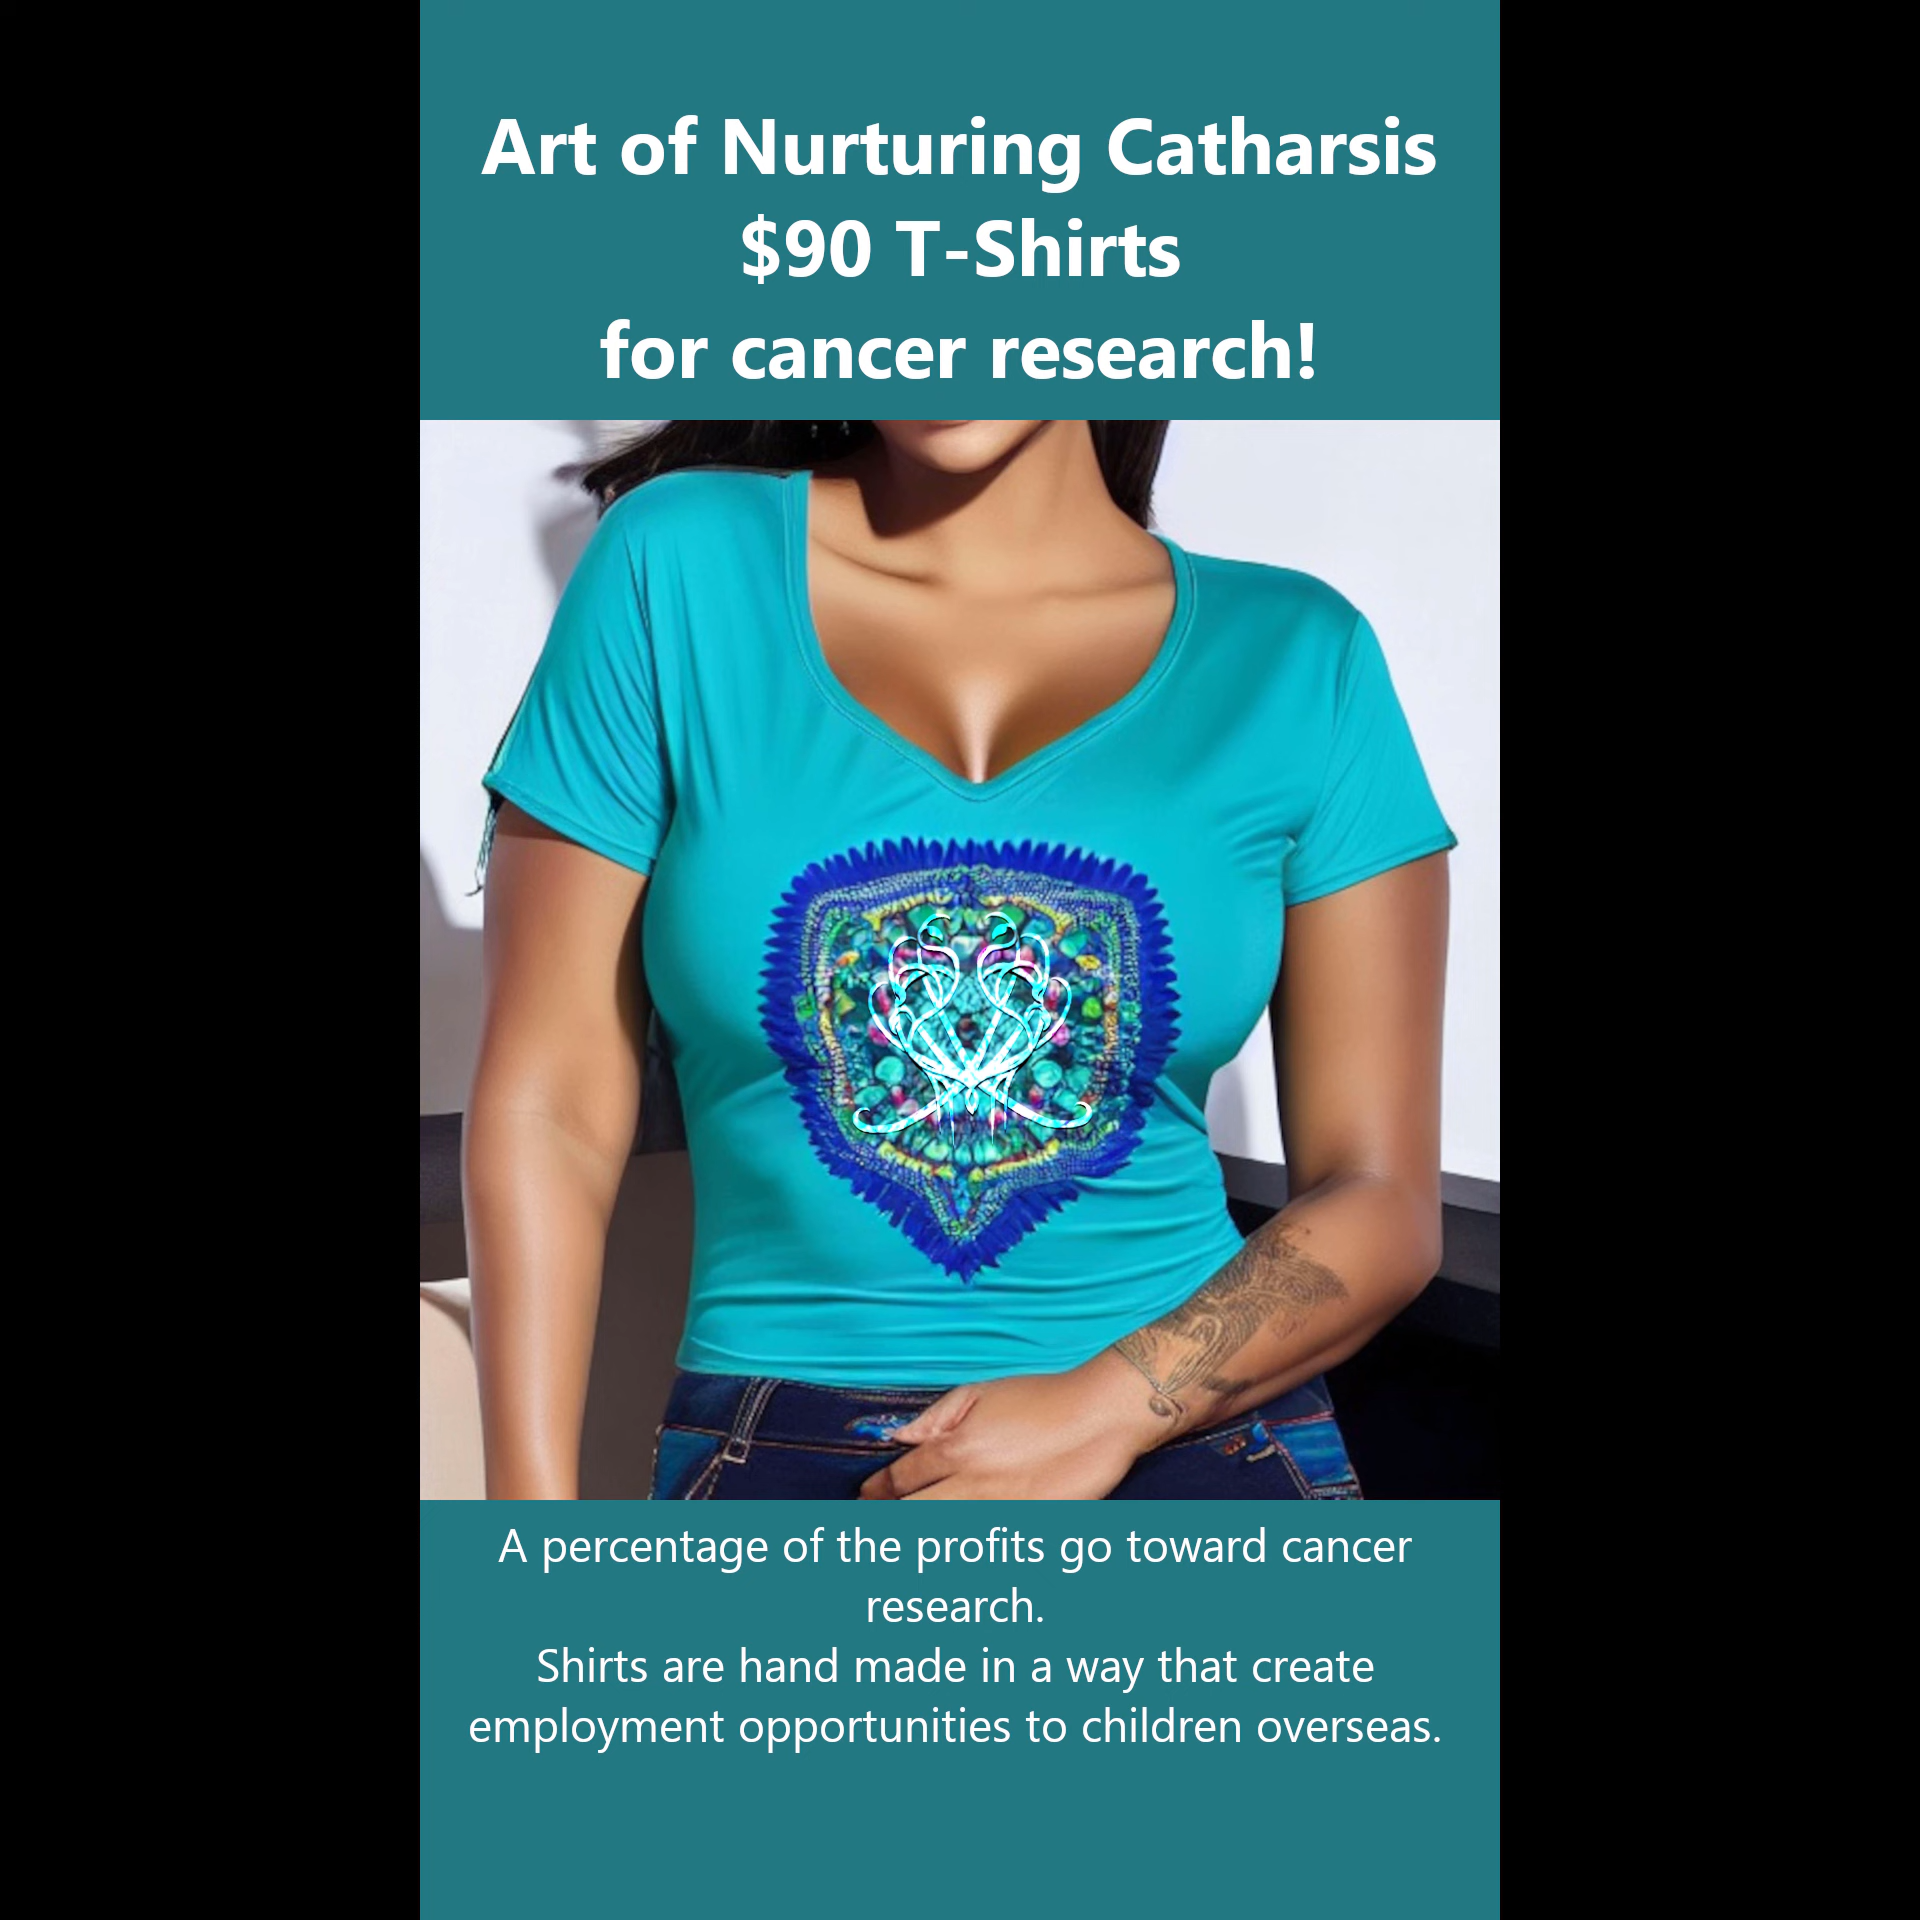 Art of Nurturing Catharsis
$90 T-Shirts
for cancer research!
A percentage of the profits go toward cancer
research.
Shirts are hand made in a way that create
employment opportunities to children overseas.